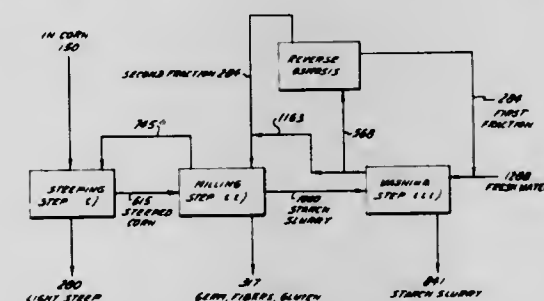 IN CORN
150
REVERSE
OSMOSIS
SECOND FRACTION 284
284
FIRST
FRACTION
1163
568
745
STEEPING
STEP (i)
615
STEEPED
CORN
MILLING
STEP (ii)
STARCH
SLURRY
WASHING
STEP (iii)
1288
FRESH WATER
280
LIGHT STEEP
317
GERM, FIBERS, GLUTEN
841
STARCH SLURRY